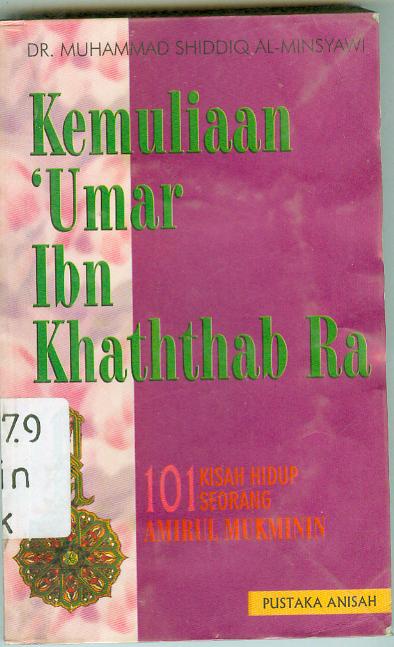 DR. MUHAMMAD SHIDDIQ AL-MINSYAWI
Kemuliaan
'Umar
Ibn
Khaththab Ra
7.9
in
k
101 KISAH HIDUP
SEORANG
AMIRUL MUKMININ
PUSTAKA ANISAH